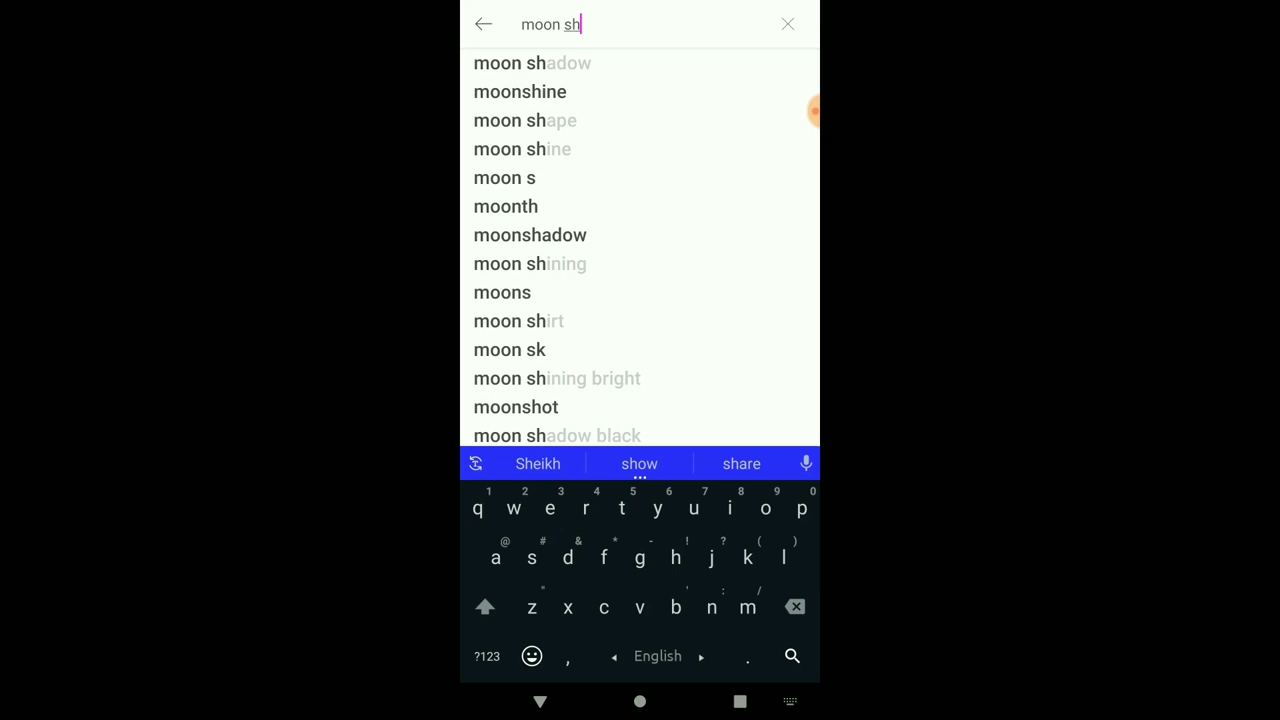 moon sh
moon shadow
moonshine
moon shape
moon shine
moon s
moonth
moonshadow
moon shining
moons
moon shirt
moon sk
moon shining bright
moonshot
moon shadow black
Sheikh show share
1 2 3 4 5 6 7 8 9 0
q w e r t y u i o p
@ # & * - ! ? ( )
a s d f g h j k l
" ' : /
z x c v b n m
?123 , English .